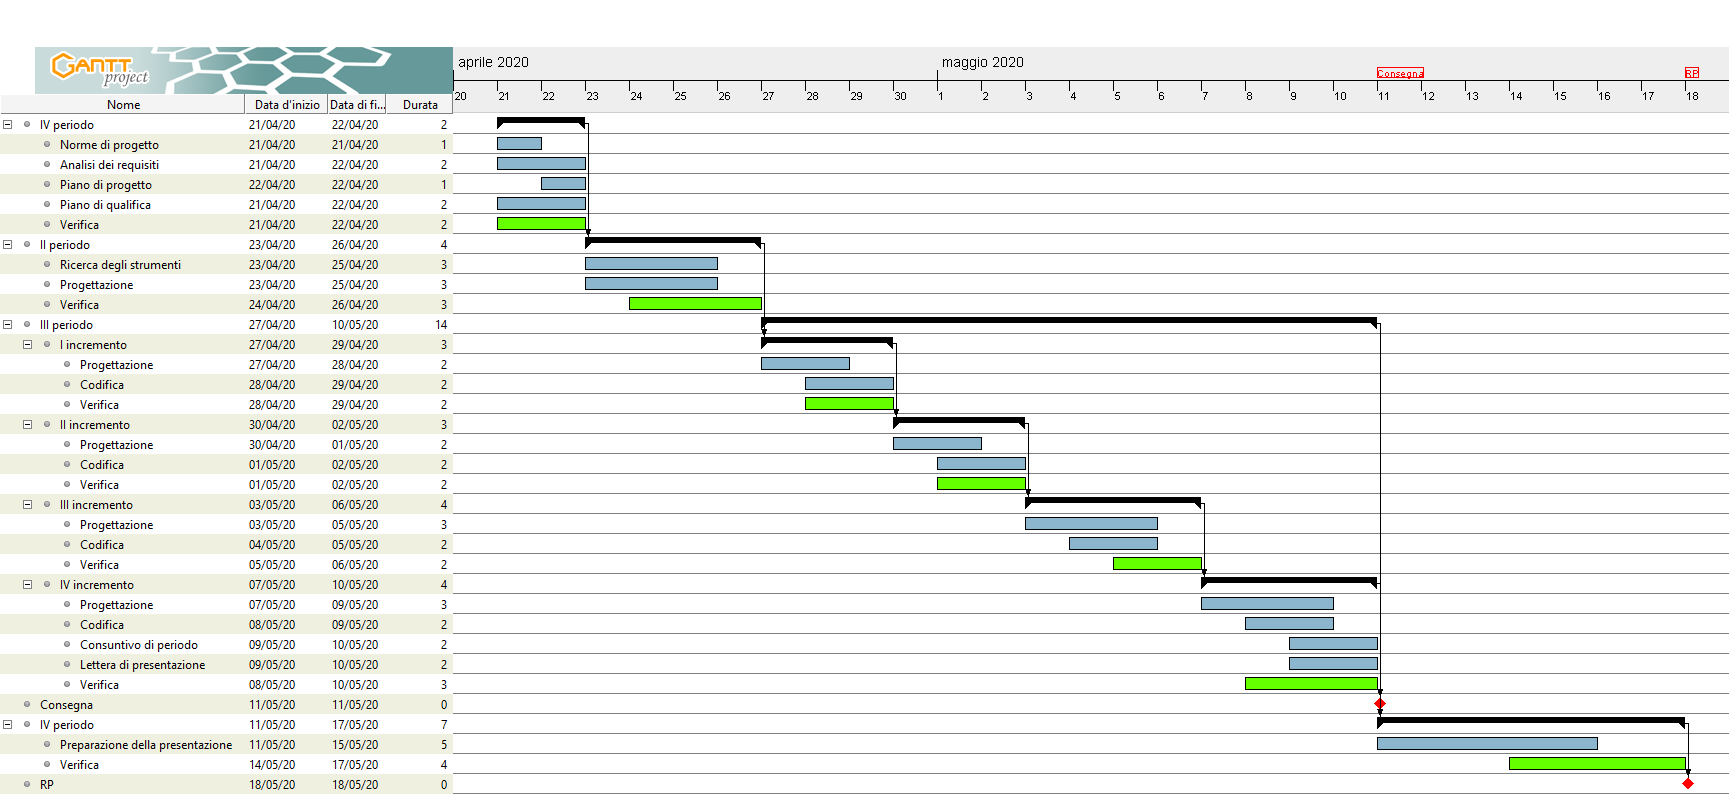 GANTT
project
aprile 2020
maggio 2020
Consegna
RP
20 21 22 23 24 25 26 27 28 29 30 1 2 3 4 5 6 7 8 9 10 11 12 13 14 15 16 17 18
Nome Data d'inizio Data di fi... Durata
IV periodo 21/04/20 22/04/20 2
Norme di progetto 21/04/20 21/04/20 1
Analisi dei requisiti 21/04/20 22/04/20 2
Piano di progetto 22/04/20 22/04/20 1
Piano di qualifica 21/04/20 22/04/20 2
Verifica 21/04/20 22/04/20 2
II periodo 23/04/20 26/04/20 4
Ricerca degli strumenti 23/04/20 25/04/20 3
Progettazione 23/04/20 25/04/20 3
Verifica 24/04/20 26/04/20 3
III periodo 27/04/20 10/05/20 14
I incremento 27/04/20 29/04/20 3
Progettazione 27/04/20 28/04/20 2
Codifica 28/04/20 29/04/20 2
Verifica 28/04/20 29/04/20 2
II incremento 30/04/20 02/05/20 3
Progettazione 30/04/20 01/05/20 2
Codifica 01/05/20 02/05/20 2
Verifica 01/05/20 02/05/20 2
III incremento 03/05/20 06/05/20 4
Progettazione 03/05/20 05/05/20 3
Codifica 04/05/20 05/05/20 2
Verifica 05/05/20 06/05/20 2
IV incremento 07/05/20 10/05/20 4
Progettazione 07/05/20 09/05/20 3
Codifica 08/05/20 09/05/20 2
Consuntivo di periodo 09/05/20 10/05/20 2
Lettera di presentazione 09/05/20 10/05/20 2
Verifica 08/05/20 10/05/20 3
Consegna 11/05/20 11/05/20 0
IV periodo 11/05/20 17/05/20 7
Preparazione della presentazione 11/05/20 15/05/20 5
Verifica 14/05/20 17/05/20 4
RP 18/05/20 18/05/20 0